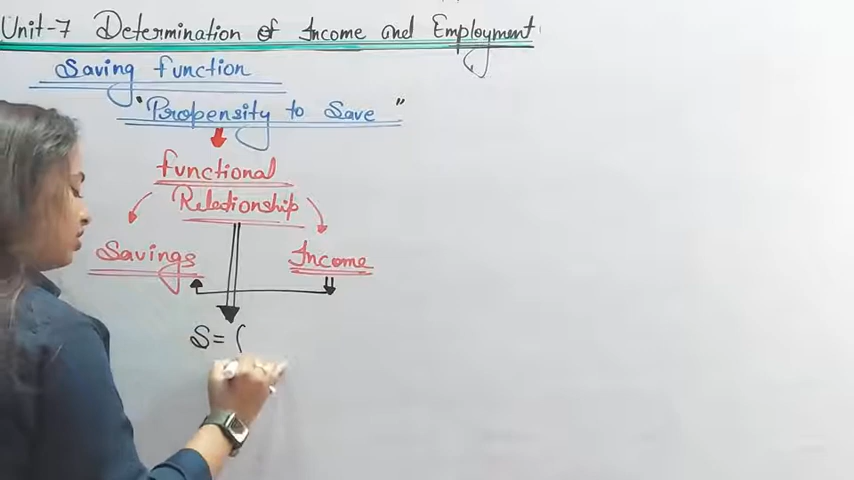 Unit-7 Determination of Income and Employment
Saving function
"Propensity to Save"
functional
Relationship
Savings Income
S= (